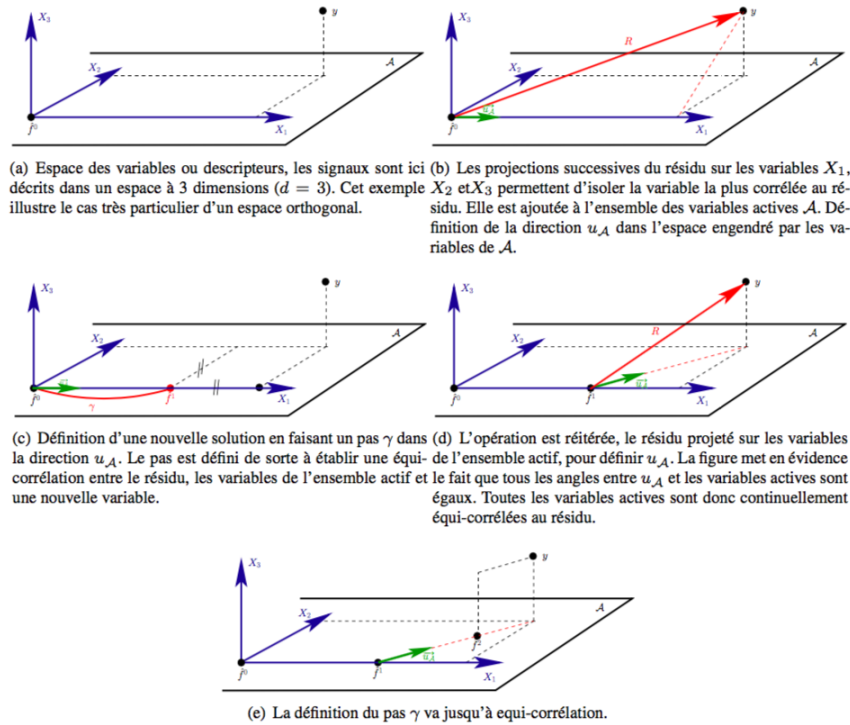 X₃
y
X₂
𝒜
f⁰
X₁
(a) Espace des variables ou descripteurs, les signaux sont ici
décrits dans un espace à 3 dimensions (d = 3). Cet exemple
illustre le cas très particulier d'un espace orthogonal.
X₃
y
R
X₂
𝒜
u𝒜
f⁰
X₁
(b) Les projections successives du résidu sur les variables X₁,
X₂ etX₃ permettent d'isoler la variable la plus corrélée au ré-
sidu. Elle est ajoutée à l'ensemble des variables actives 𝒜. Dé-
finition de la direction u𝒜 dans l'espace engendré par les va-
riables de 𝒜.
X₃
y
X₂
𝒜
f⁰
γ
f¹
X₁
(c) Définition d'une nouvelle solution en faisant un pas γ dans
la direction u𝒜. Le pas est défini de sorte à établir une équi-
corrélation entre le résidu, les variables de l'ensemble actif et
une nouvelle variable.
X₃
y
R
X₂
𝒜
u𝒜
f⁰
f¹
X₁
(d) L'opération est réitérée, le résidu projeté sur les variables
de l'ensemble actif, pour définir u𝒜. La figure met en évidence
le fait que tous les angles entre u𝒜 et les variables actives sont
égaux. Toutes les variables actives sont donc continuellement
équi-corrélées au résidu.
X₃
y
X₂
𝒜
f²
u𝒜
f⁰
f¹
X₁
(e) La définition du pas γ va jusqu'à equi-corrélation.